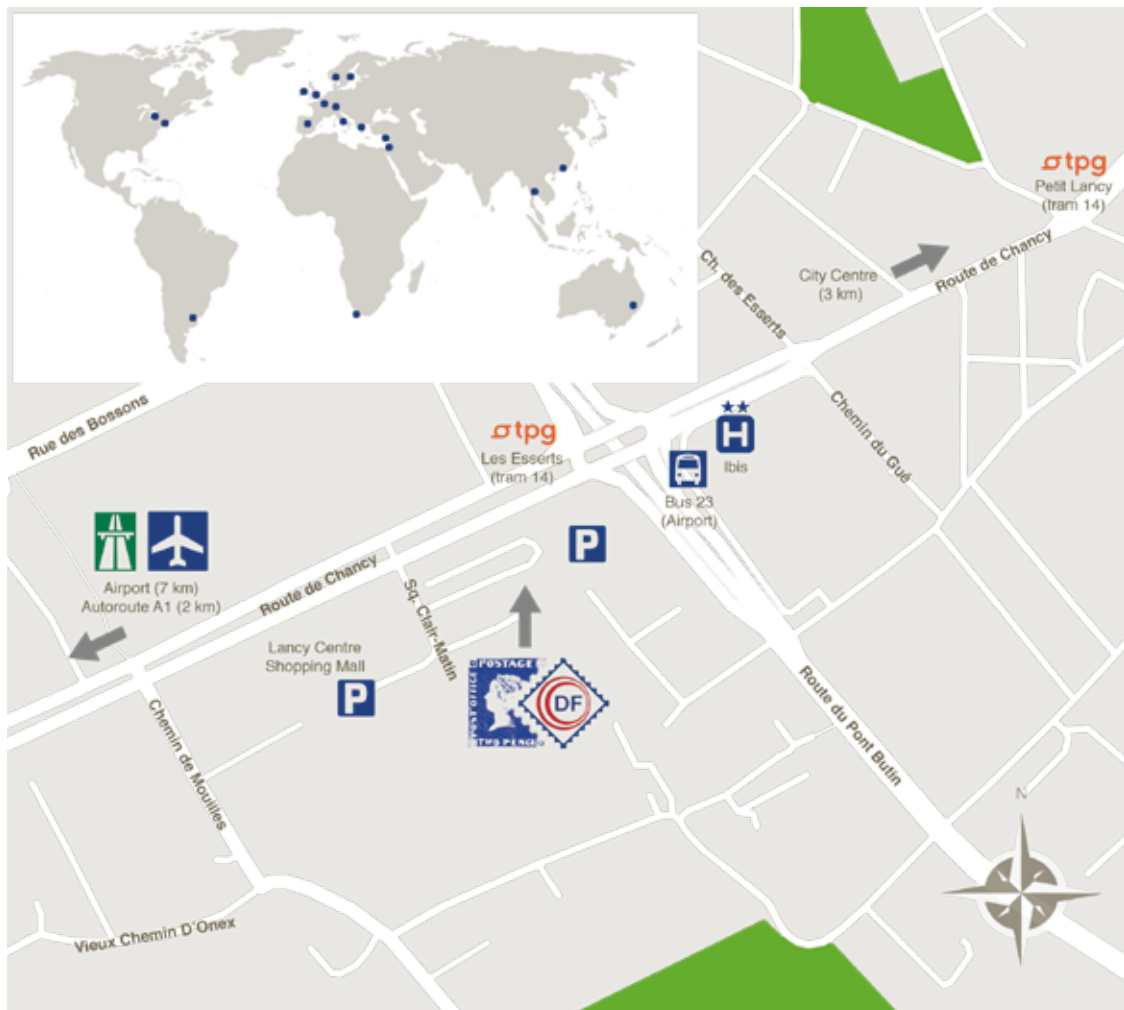 tpg
Petit Lancy
(tram 14)
Ch. des Esserts
City Centre
(3 km)
Route de Chancy
Rue des Bossons
tpg
Les Esserts
(tram 14)
H
Ibis
Chemin du Gué
Bus 23
(Airport)
P
Airport (7 km)
Autoroute A1 (2 km)
Route de Chancy
Sq. Clair-Matin
Lancy Centre
Shopping Mall
P
POSTAGE
POST OFFICE
TWO PENCE
DF
Chemin de Mouilles
Route du Pont Butin
N
Vieux Chemin D'Onex